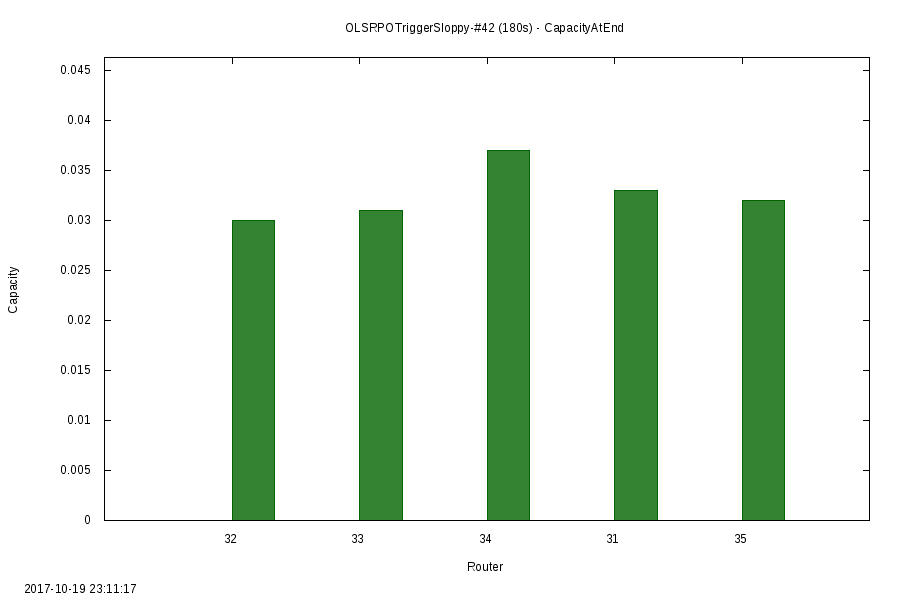 OLSRPOTriggerSloppy-#42 (180s) - CapacityAtEnd
0.045
0.04
0.035
0.03
0.025
0.02
0.015
0.01
0.005
0
Capacity
32 33 34 31 35
Router
2017-10-19 23:11:17